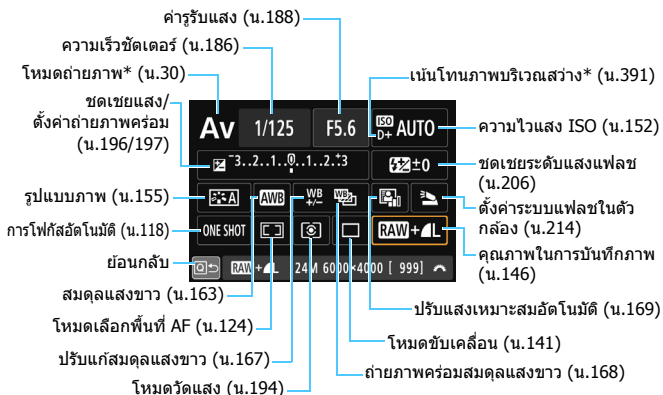 ค่ารูรับแสง (น.188)
ความเร็วชัตเตอร์ (น.186)
โหมดถ่ายภาพ* (น.30)
เน้นโทนภาพบริเวณสว่าง* (น.391)
ชดเชยแสง/
ตั้งค่าถ่ายภาพคร่อม
(น.196/197)
Av 1/125 F5.6 ISO D+ AUTO
ความไวแสง ISO (น.152)
-3..2..1..0..1..2..+3 ±0
ชดเชยระดับแสงแฟลช
(น.206)
รูปแบบภาพ (น.155)
A AWB WB +/- WB
ตั้งค่าระบบแฟลชในตัว
กล้อง (น.214)
การโฟกัสอัตโนมัติ (น.118)
ONE SHOT RAW+L
คุณภาพในการบันทึกภาพ
(น.146)
ย้อนกลับ
Q RAW+L 24M 6000×4000 [ 999]
สมดุลแสงขาว (น.163)
ปรับแสงเหมาะสมอัตโนมัติ (น.169)
โหมดเลือกพื้นที่ AF (น.124)
โหมดขับเคลื่อน (น.141)
ปรับแก้สมดุลแสงขาว (น.167)
ถ่ายภาพคร่อมสมดุลแสงขาว (น.168)
โหมดวัดแสง (น.194)